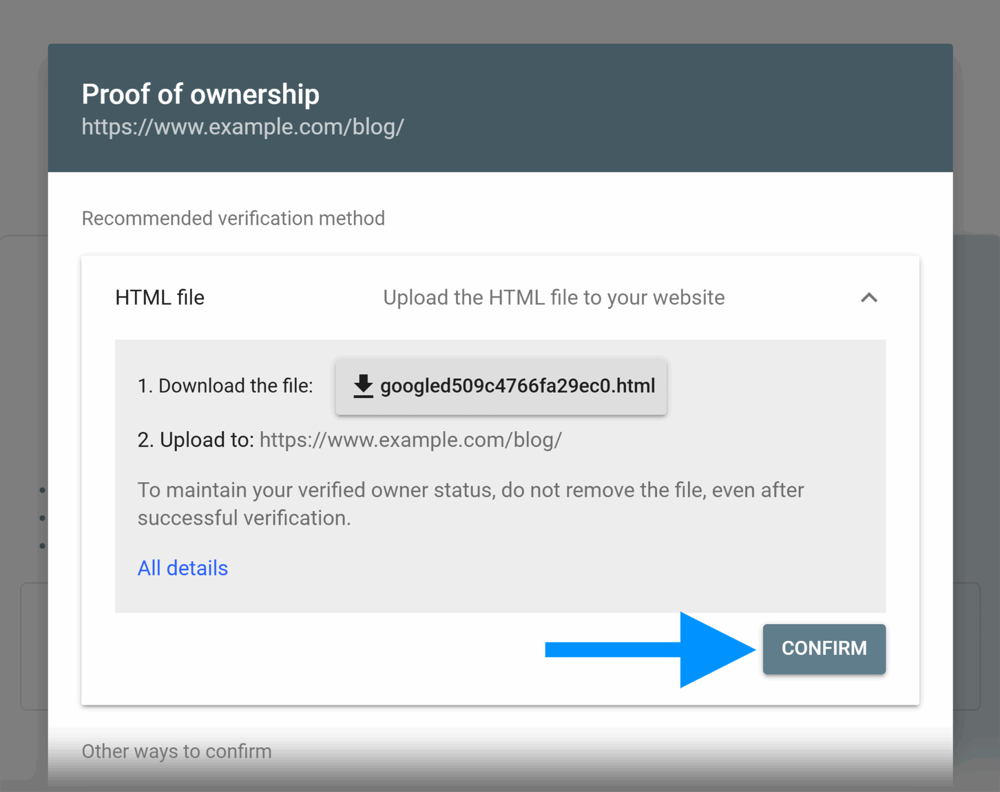 Proof of ownership
https://www.example.com/blog/
Recommended verification method
HTML file
Upload the HTML file to your website
1. Download the file:
googled509c4766fa29ec0.html
2. Upload to: https://www.example.com/blog/
To maintain your verified owner status, do not remove the file, even after
successful verification.
All details
CONFIRM
Other ways to confirm